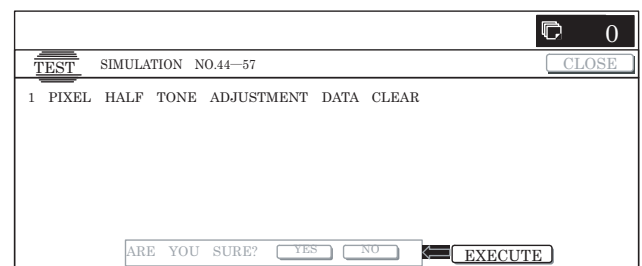 0
TEST SIMULATION NO.44—57 CLOSE
1 PIXEL HALF TONE ADJUSTMENT DATA CLEAR
ARE YOU SURE? YES NO EXECUTE